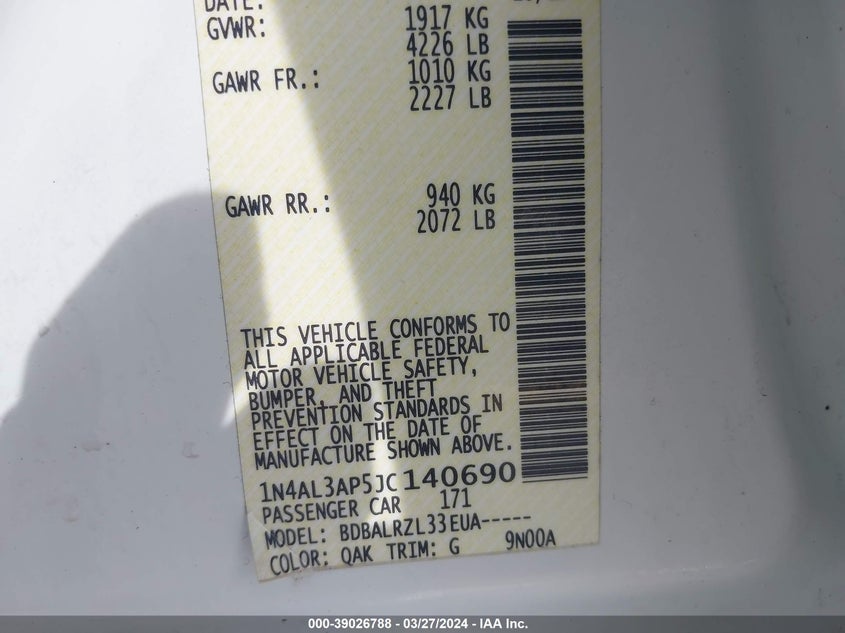 DATE:
GVWR: 1917 KG
4226 LB
GAWR FR.: 1010 KG
2227 LB
GAWR RR.: 940 KG
2072 LB
THIS VEHICLE CONFORMS TO
ALL APPLICABLE FEDERAL
MOTOR VEHICLE SAFETY,
BUMPER, AND THEFT
PREVENTION STANDARDS IN
EFFECT ON THE DATE OF
MANUFACTURE SHOWN ABOVE.
1N4AL3AP5JC140690
PASSENGER CAR 171
MODEL: BDBALRZL33EUA-----
COLOR: QAK TRIM: G 9N00A
000-39026788 - 03/27/2024 - IAA Inc.